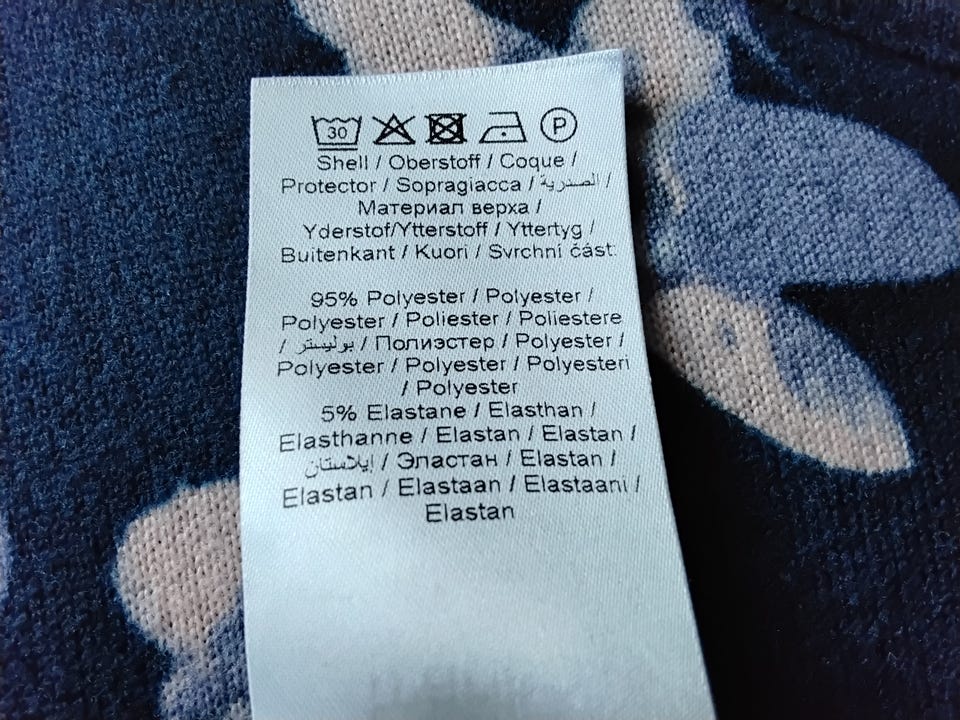 30 P
Shell / Oberstoff / Coque /
Protector / Sopragiacca / الصدرية /
Материал верха /
Yderstof/Ytterstoff / Yttertyg /
Buitenkant / Kuori / Svrchní část:
95% Polyester / Polyester /
Polyester / Poliester / Poliestere
/ بوليستر / Полиэстер / Polyester /
Polyester / Polyester / Polyesteri
/ Polyester
5% Elastane / Elasthan /
Elasthanne / Elastan / Elastan /
إيلاستان / Эластан / Elastan /
Elastan / Elastaan / Elastaani /
Elastan